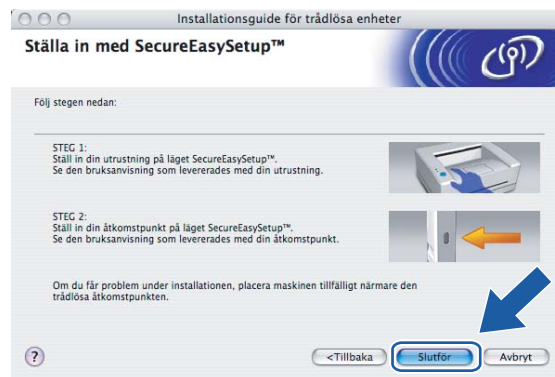 Installationsguide för trådlösa enheter
Ställa in med SecureEasySetup™
Följ stegen nedan:
STEG 1:
Ställ in din utrustning på läget SecureEasySetup™.
Se den bruksanvisning som levererades med din utrustning.
STEG 2:
Ställ in din åtkomstpunkt på läget SecureEasySetup™.
Se den bruksanvisning som levererades med din åtkomstpunkt.
Om du får problem under installationen, placera maskinen tillfälligt närmare den
trådlösa åtkomstpunkten.
?
<Tillbaka
Slutför
Avbryt